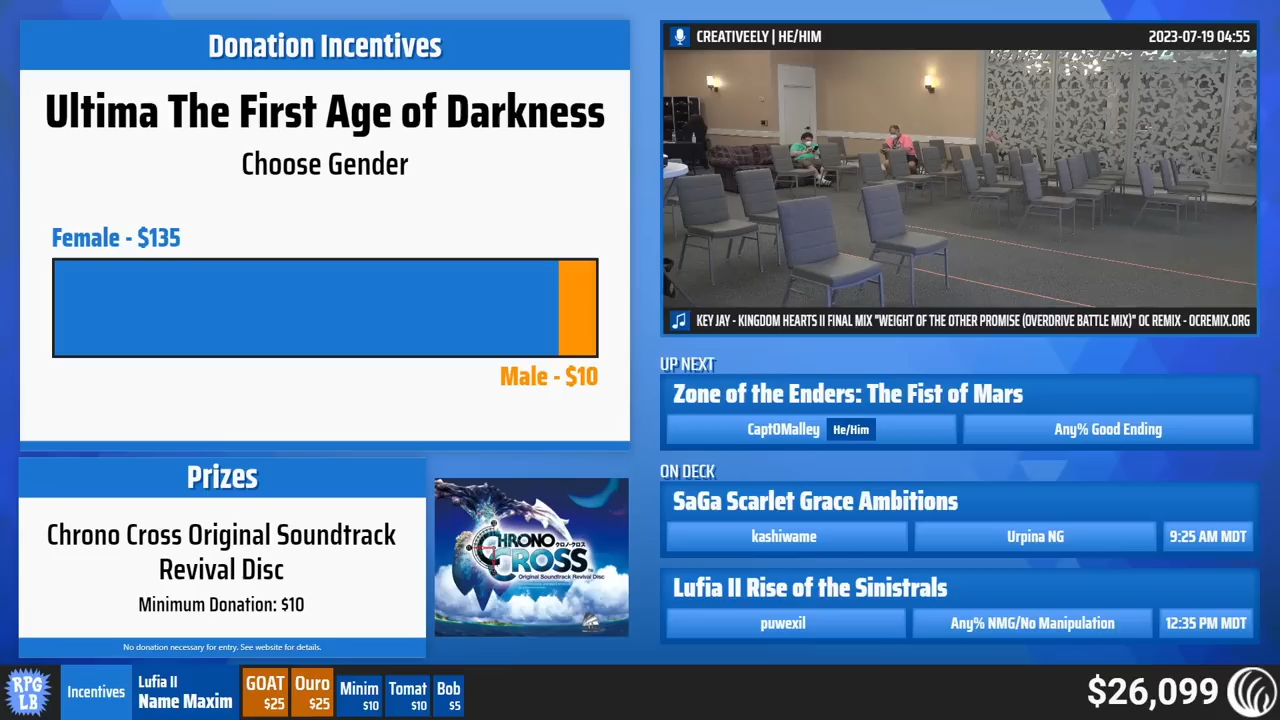 Donation Incentives
Ultima The First Age of Darkness
Choose Gender
Female - $135
Male - $10
Prizes
Chrono Cross Original Soundtrack
Revival Disc
Minimum Donation: $10
No donation necessary for entry. See website for details.
CHRONO
クロノ・クロス
CROSS
Original Soundtrack Revival Disc
CREATIVEELY | HE/HIM
2023-07-19 04:55
KEY JAY - KINGDOM HEARTS II FINAL MIX "WEIGHT OF THE OTHER PROMISE (OVERDRIVE BATTLE MIX)" OC REMIX - OCREMIX.ORG
UP NEXT
Zone of the Enders: The Fist of Mars
CaptOMalley He/Him
Any% Good Ending
ON DECK
SaGa Scarlet Grace Ambitions
kashiwame
Urpina NG
9:25 AM MDT
Lufia II Rise of the Sinistrals
puwexil
Any% NMG/No Manipulation
12:35 PM MDT
RPG
LB
Incentives
Lufia II
Name Maxim
GOAT
$25
Ouro
$25
Minim
$10
Tomat
$10
Bob
$5
$26,099